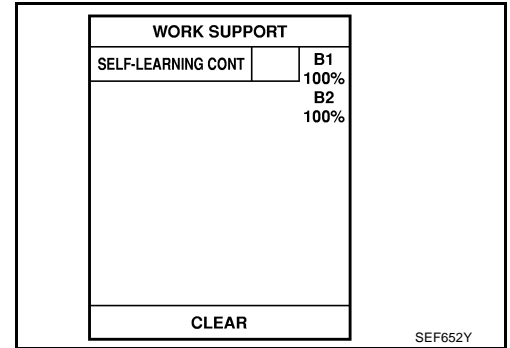 WORK SUPPORT
SELF-LEARNING CONT B1
100%
B2
100%
CLEAR
SEF652Y